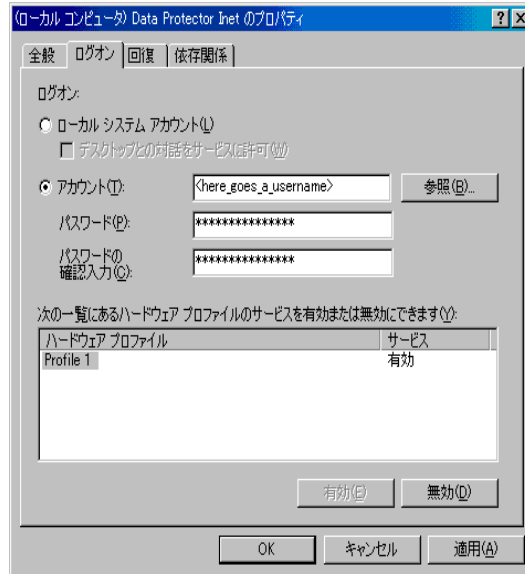 (ローカル コンピュータ) Data Protector Inet のプロパティ
全般 ログオン 回復 依存関係
ログオン:
ローカル システム アカウント(L)
デスクトップとの対話をサービスに許可(W)
アカウント(T): <here_goes_a_username> 参照(B)...
パスワード(P): ***************
パスワードの
確認入力(C): ***************
次の一覧にあるハードウェア プロファイルのサービスを有効または無効にできます(Y):
ハードウェア プロファイル サービス
Profile 1 有効
有効(E) 無効(D)
OK キャンセル 適用(A)